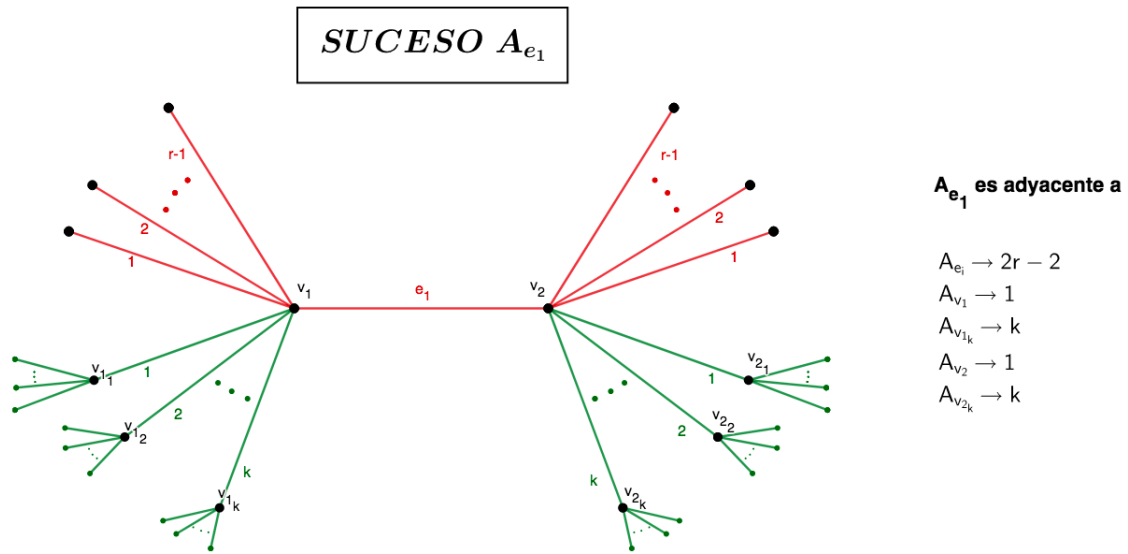 SUCESO A_{e_1}
r-1
r-1
2
2
1
1
v_1
e_1
v_2
v_{1_1}
1
1
v_{2_1}
v_{1_2}
2
2
v_{2_2}
v_{1_k}
k
k
v_{2_k}
A_{e_1} es adyacente a
A_{e_i} → 2r − 2
A_{v_1} → 1
A_{v_{1_k}} → k
A_{v_2} → 1
A_{v_{2_k}} → k